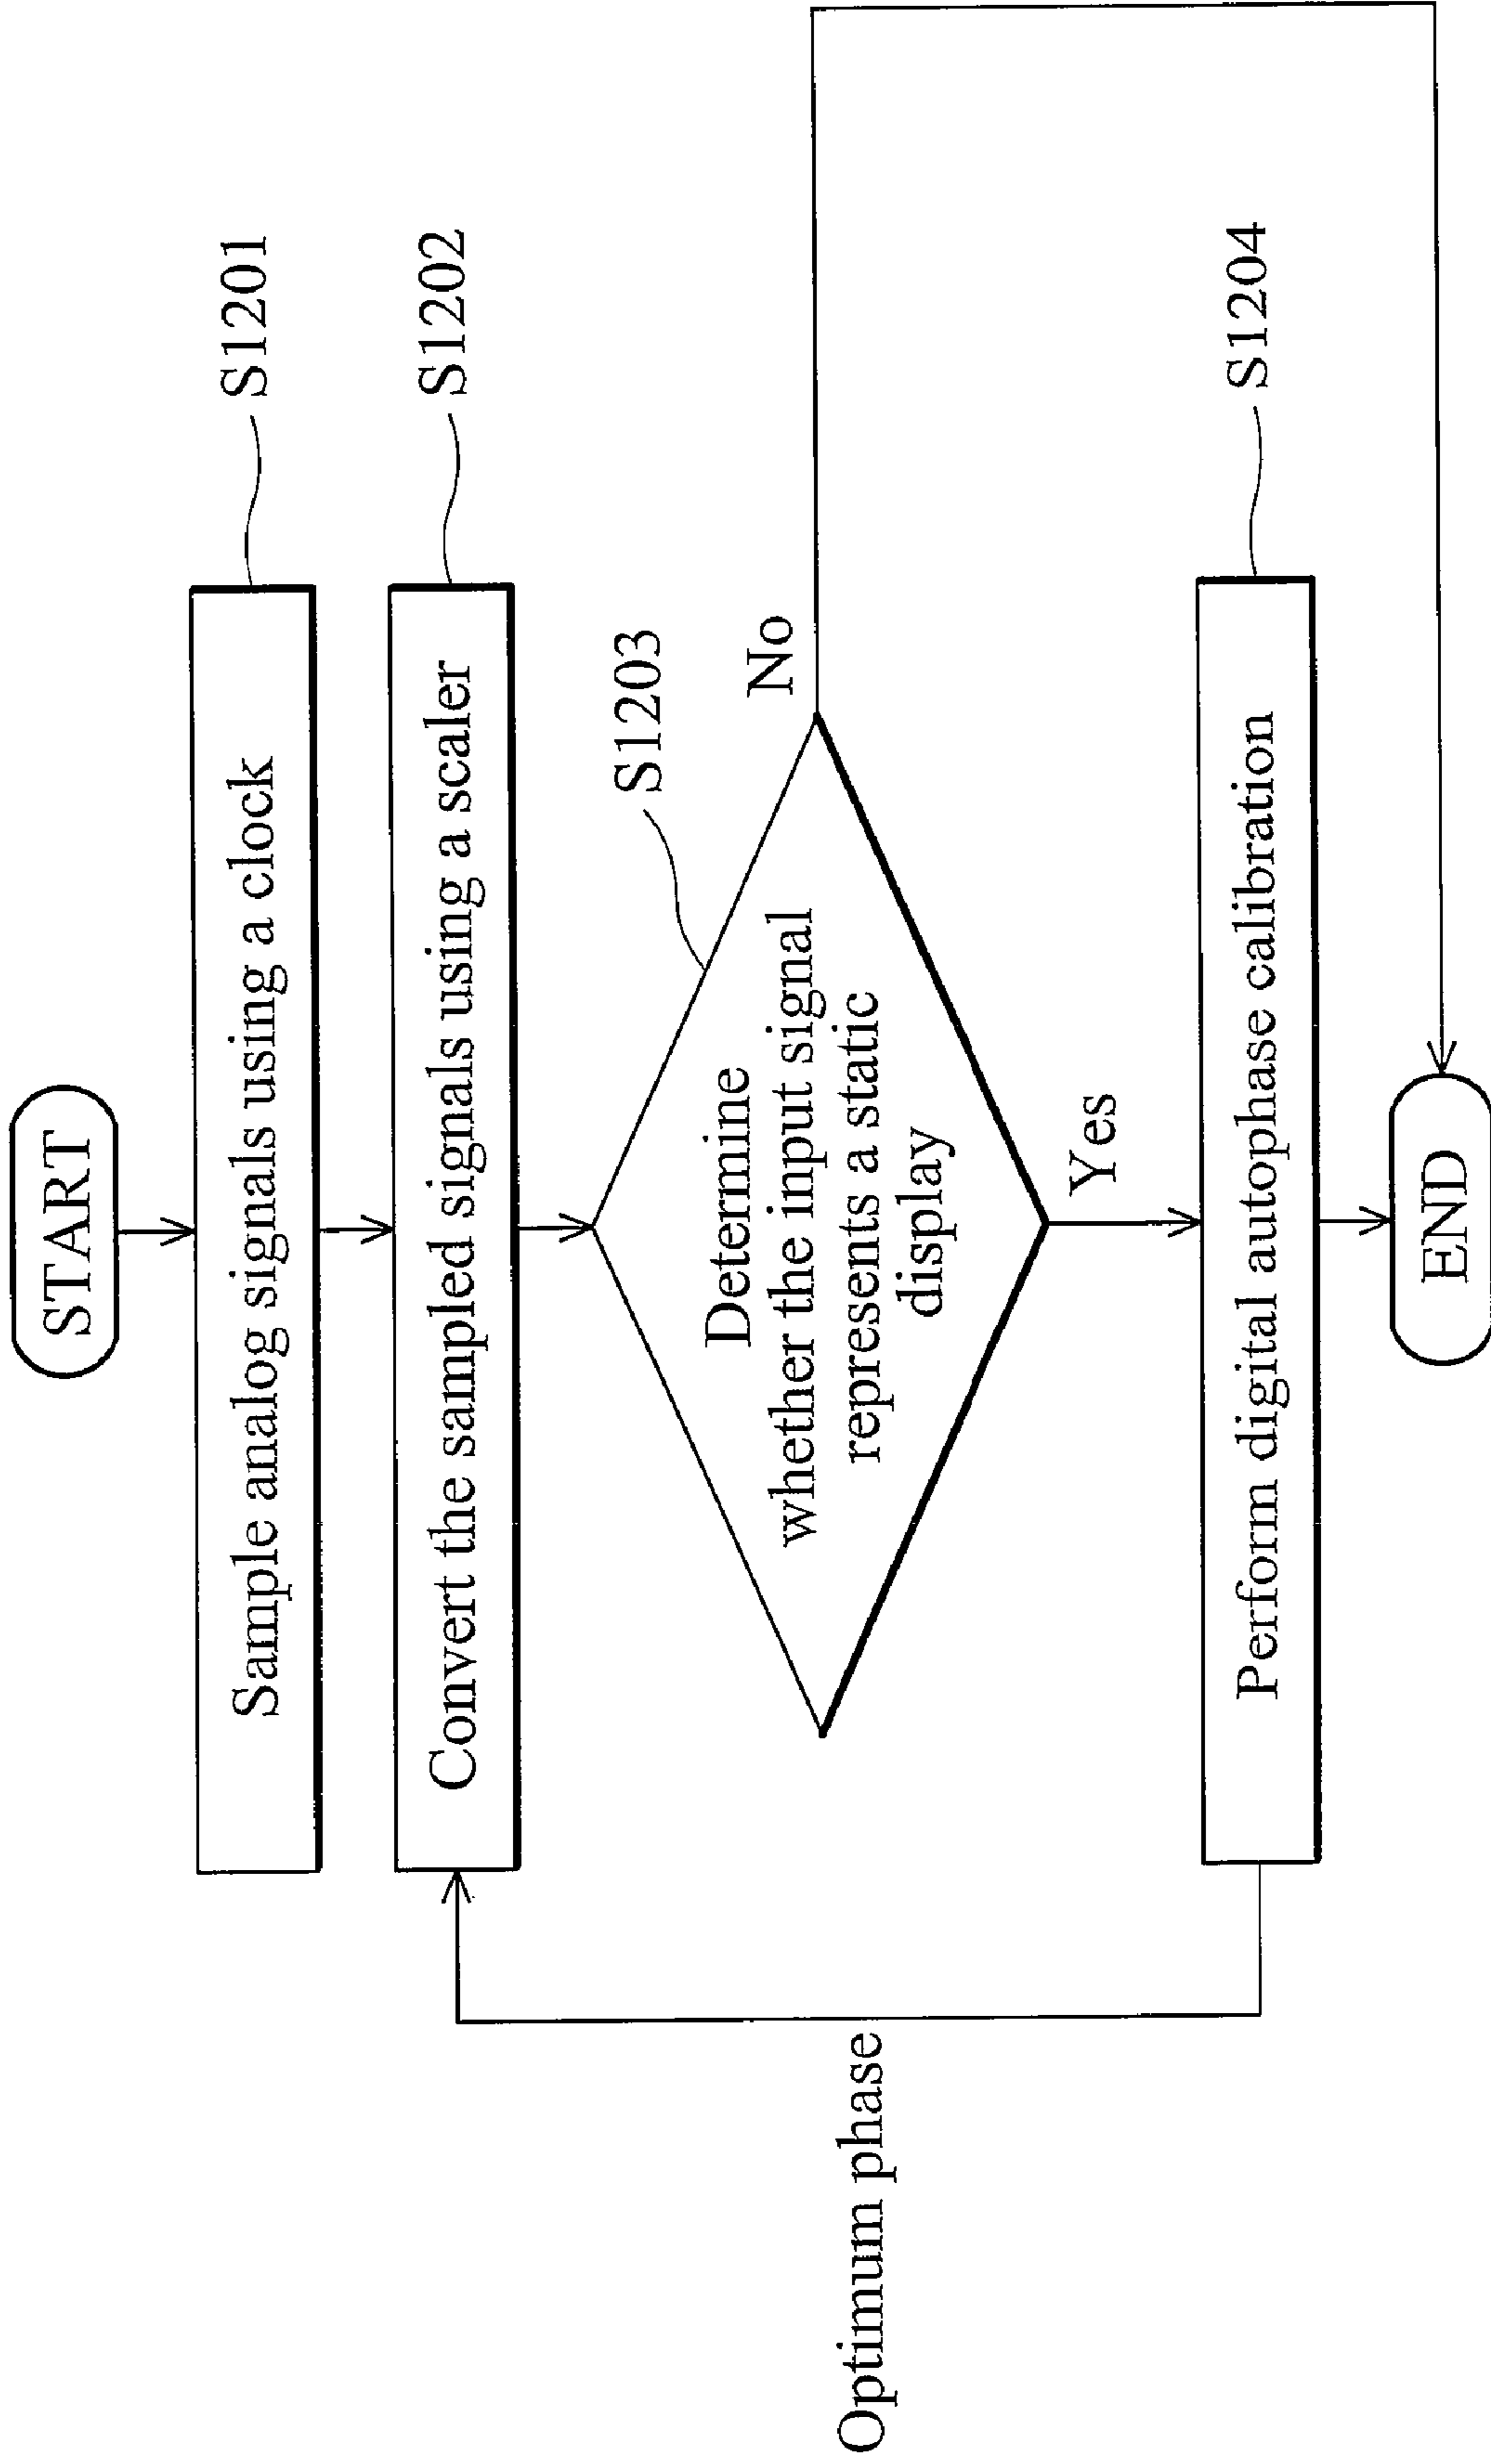 START
Sample analog signals using a clock
S1201
Convert the sampled signals using a scaler
S1202
S1203
Determine
whether the input signal
represents a static
display
No
Yes
Optimum phase
Perform digital autophase calibration
S1204
END